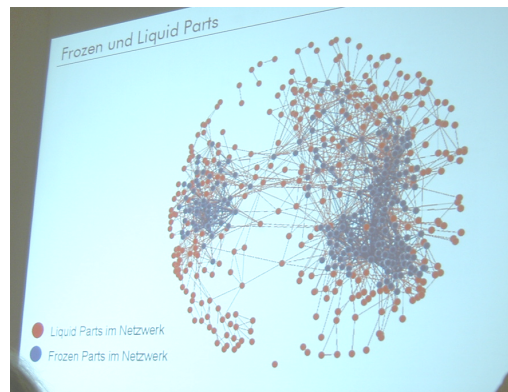 Frozen und Liquid Parts
Liquid Parts im Netzwerk
Frozen Parts im Netzwerk